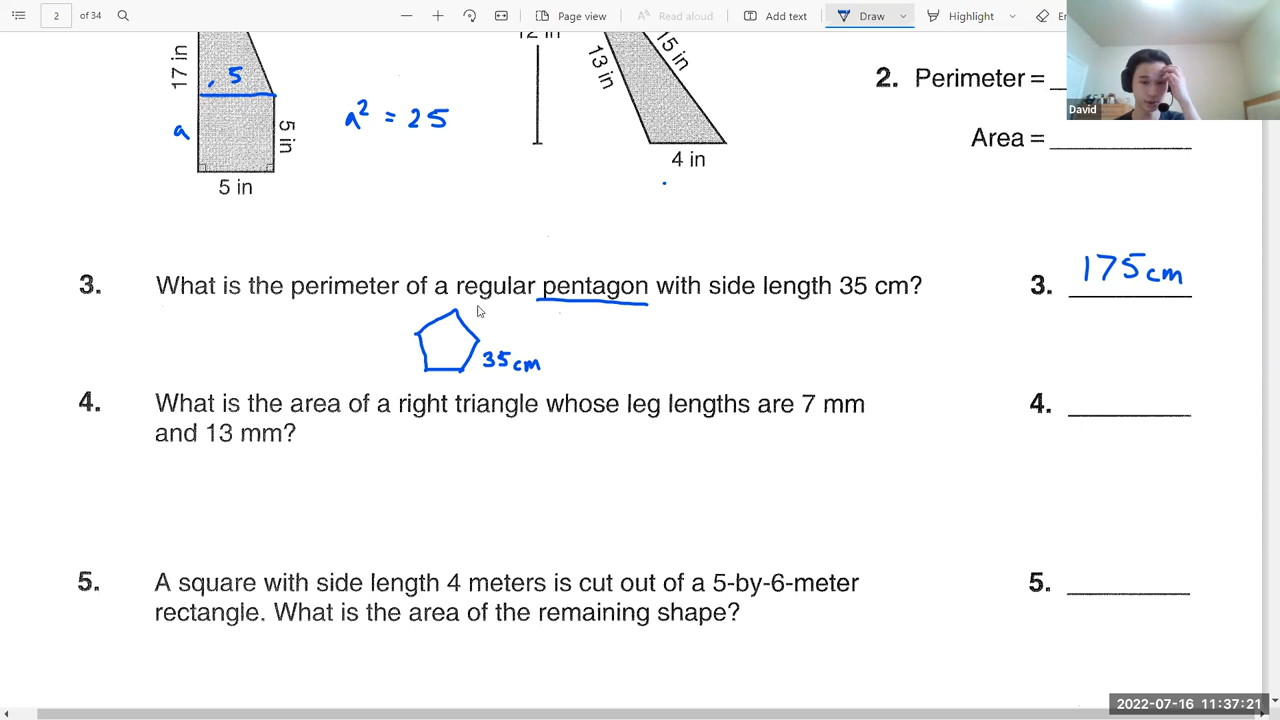 2 of 34 Page view Read aloud Add text Draw Highlight
David
17 in
5
a
5 in
5 in
a² = 25
12 in
13 in
15 in
4 in
2. Perimeter =
Area =
3. What is the perimeter of a regular pentagon with side length 35 cm? 3. 175cm
35cm
4. What is the area of a right triangle whose leg lengths are 7 mm 4.
and 13 mm?
5. A square with side length 4 meters is cut out of a 5-by-6-meter 5.
rectangle. What is the area of the remaining shape?
2022-07-16 11:37:21